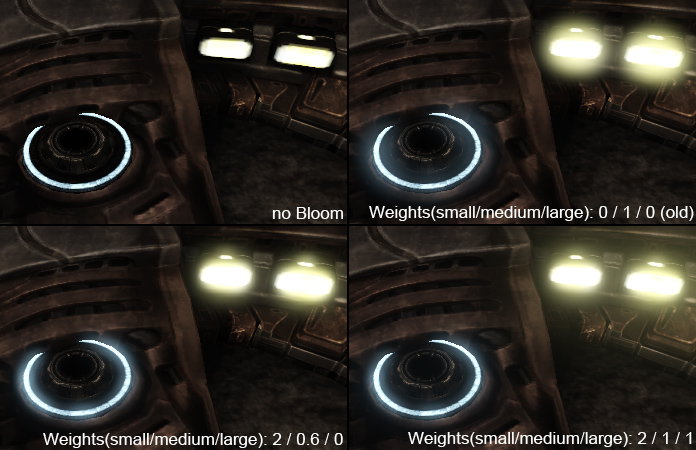 no Bloom
Weights(small/medium/large): 0 / 1 / 0 (old)
Weights(small/medium/large): 2 / 0.6 / 0
Weights(small/medium/large): 2 / 1 / 1